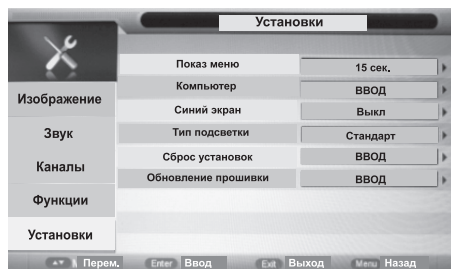 Установки
Показ меню 15 сек.
Компьютер ВВОД
Синий экран Выкл
Тип подсветки Стандарт
Сброс установок ВВОД
Обновление прошивки ВВОД
Изображение
Звук
Каналы
Функции
Установки
Перем. Enter Ввод Exit Выход Menu Назад